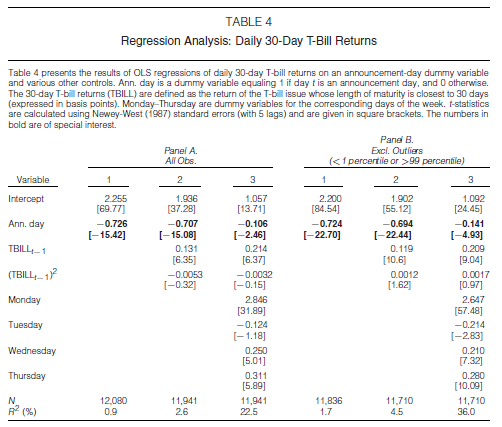 TABLE 4
Regression Analysis: Daily 30-Day T-Bill Returns
Table 4 presents the results of OLS regressions of daily 30-day T-bill returns on an announcement-day dummy variable
and various other controls. Ann. day is a dummy variable equaling 1 if day t is an announcement day, and 0 otherwise.
The 30-day T-bill returns (TBILL) are defined as the return of the T-bill issue whose length of maturity is closest to 30 days
(expressed in basis points). Monday–Thursday are dummy variables for the corresponding days of the week. t-statistics
are calculated using Newey-West (1987) standard errors (with 5 lags) and are given in square brackets. The numbers in
bold are of special interest.
Panel A. Panel B.
All Obs. Excl. Outliers
(<1 percentile or >99 percentile)
Variable 1 2 3 1 2 3
Intercept 2.255 1.936 1.057 2.200 1.902 1.092
[69.77] [37.28] [13.71] [84.54] [55.12] [24.45]
Ann. day −0.726 −0.707 −0.106 −0.724 −0.694 −0.141
[−15.42] [−15.08] [−2.46] [−22.70] [−22.44] [−4.93]
TBILLt−1 0.131 0.214 0.119 0.209
[6.35] [6.37] [10.6] [9.04]
(TBILLt−1)2 −0.0053 −0.0032 0.0012 0.0017
[−0.32] [−0.15] [1.62] [0.97]
Monday 2.846 2.647
[31.89] [57.48]
Tuesday −0.124 −0.214
[−1.18] [−2.83]
Wednesday 0.250 0.210
[5.01] [7.32]
Thursday 0.311 0.280
[5.89] [10.09]
N 12,080 11,941 11,941 11,836 11,710 11,710
R2 (%) 0.9 2.6 22.5 1.7 4.5 36.0